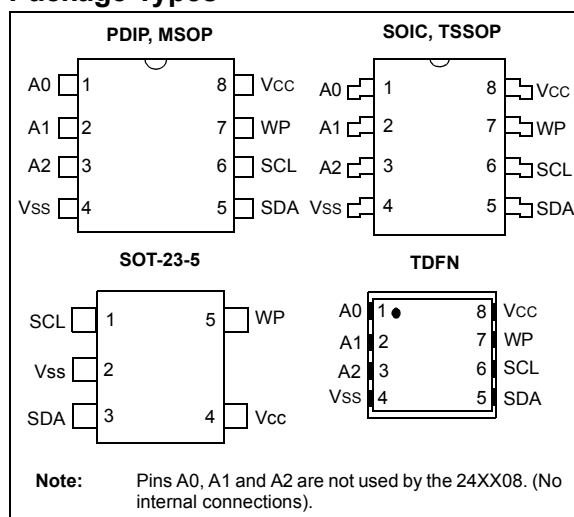 Package Types
PDIP, MSOP
A0 1 8 VCC
A1 2 7 WP
A2 3 6 SCL
VSS 4 5 SDA
SOIC, TSSOP
A0 1 8 VCC
A1 2 7 WP
A2 3 6 SCL
VSS 4 5 SDA
SOT-23-5
SCL 1 5 WP
Vss 2
SDA 3 4 Vcc
TDFN
A0 1 8 VCC
A1 2 7 WP
A2 3 6 SCL
VSS 4 5 SDA
Note: Pins A0, A1 and A2 are not used by the 24XX08. (No
internal connections).